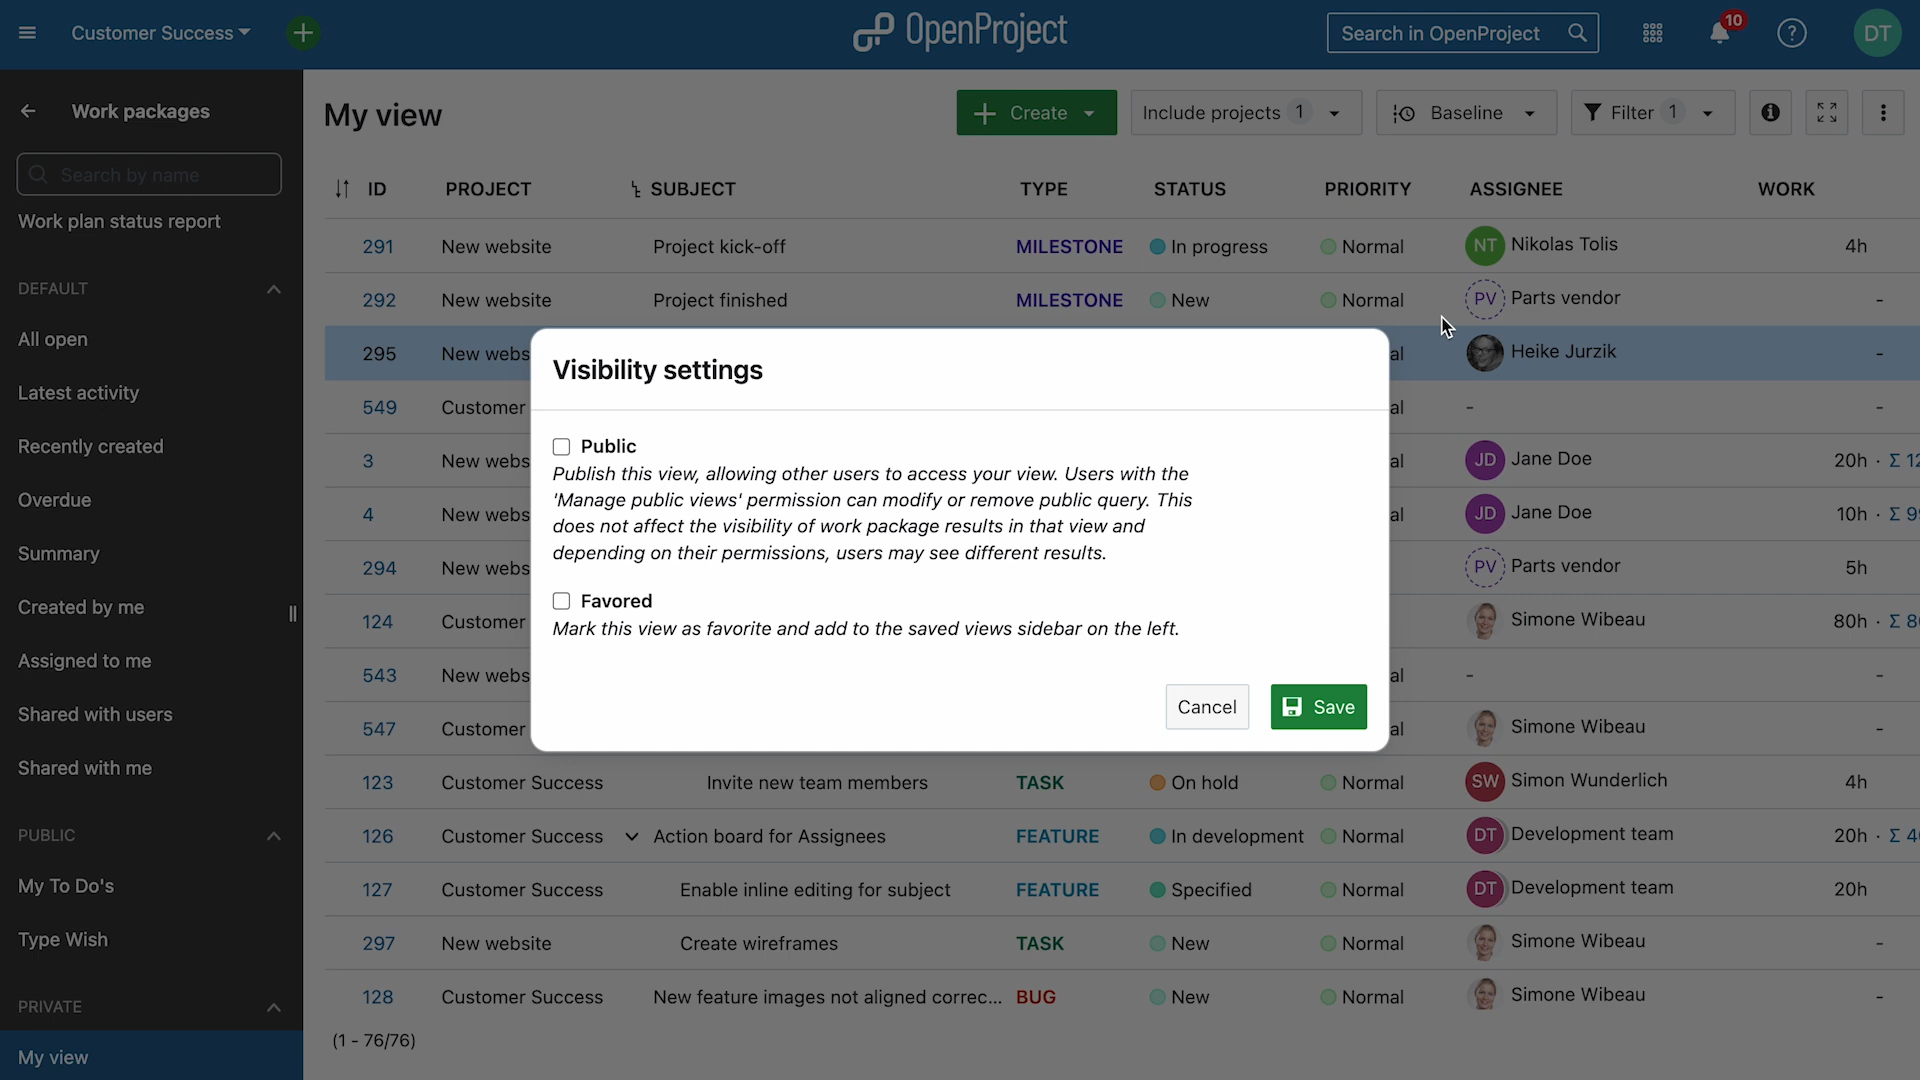 Customer Success
OpenProject
Search in OpenProject
10
DT
Work packages
Search by name
Work plan status report
DEFAULT
All open
Latest activity
Recently created
Overdue
Summary
Created by me
Assigned to me
Shared with users
Shared with me
PUBLIC
My To Do's
Type Wish
PRIVATE
My view
My view
Create
Include projects 1
Baseline
Filter 1
ID PROJECT SUBJECT TYPE STATUS PRIORITY ASSIGNEE WORK
291 New website Project kick-off MILESTONE In progress Normal NT Nikolas Tolis 4h
292 New website Project finished MILESTONE New Normal PV Parts vendor -
295 New webs al Heike Jurzik -
549 Customer al - -
3 New webs al JD Jane Doe 20h · Σ 12
4 New webs al JD Jane Doe 10h · Σ 9
294 New webs PV Parts vendor 5h
124 Customer Simone Wibeau 80h · Σ 8
543 New webs al - -
547 Customer al Simone Wibeau -
123 Customer Success Invite new team members TASK On hold Normal SW Simon Wunderlich 4h
126 Customer Success Action board for Assignees FEATURE In development Normal DT Development team 20h · Σ 4
127 Customer Success Enable inline editing for subject FEATURE Specified Normal DT Development team 20h
297 New website Create wireframes TASK New Normal Simone Wibeau -
128 Customer Success New feature images not aligned correc... BUG New Normal Simone Wibeau -
(1 - 76/76)
Visibility settings
Public
Publish this view, allowing other users to access your view. Users with the
'Manage public views' permission can modify or remove public query. This
does not affect the visibility of work package results in that view and
depending on their permissions, users may see different results.
Favored
Mark this view as favorite and add to the saved views sidebar on the left.
Cancel
Save